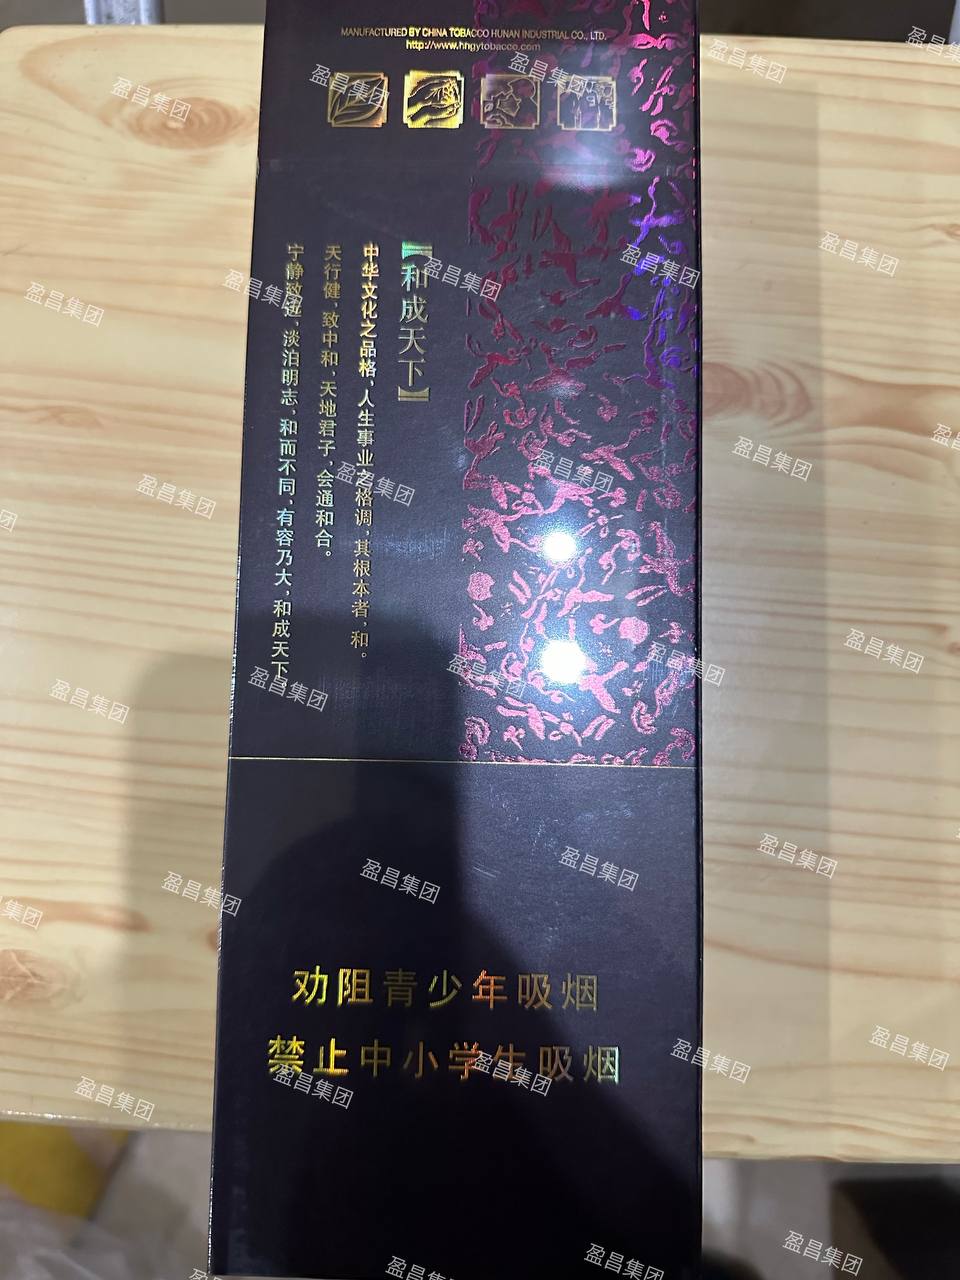 MANUFACTURED BY CHINA TOBACCO HUNAN INDUSTRIAL CO., LTD.
http://www.hngytobacco.com
【和成天下】
中华文化之品格，人生事业之格调，其根本者，和。
天行健，致中和，天地君子，会通和合。
宁静致远，淡泊明志，和而不同，有容乃大，和成天下。
劝阻青少年吸烟
禁止中小学生吸烟
盈昌集团